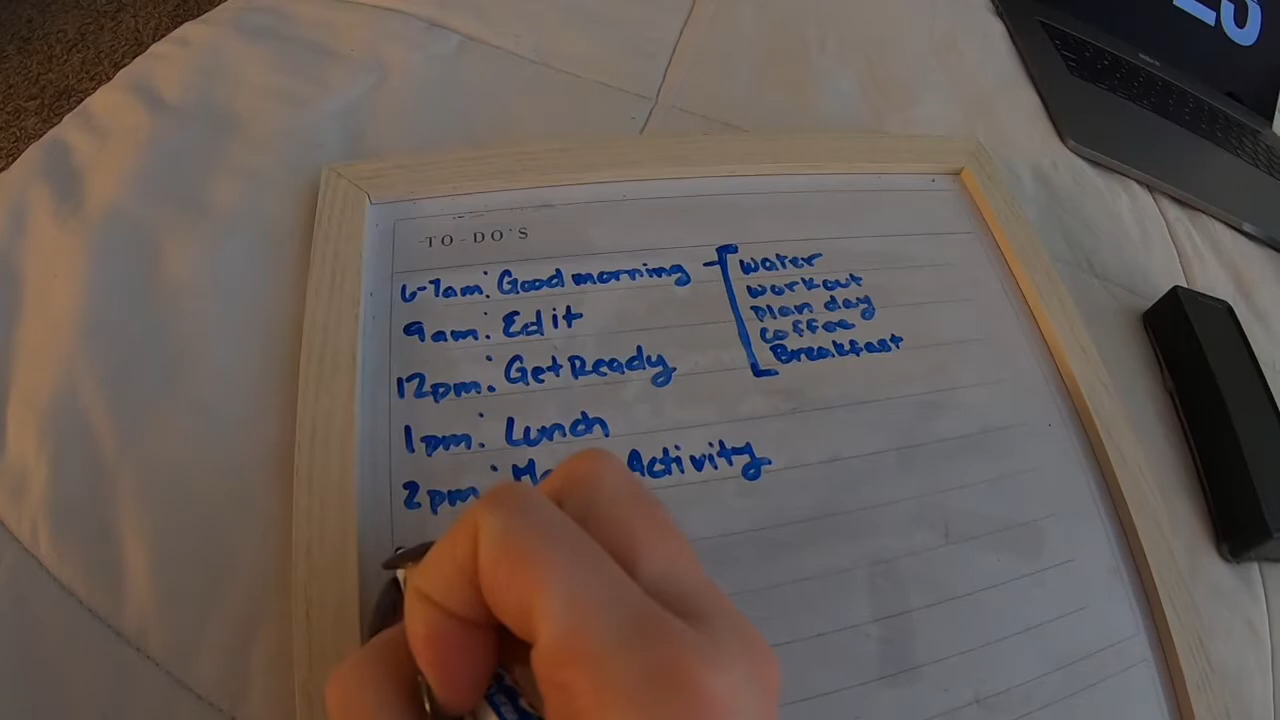 TO-DO'S
6-7am: Good morning
water
workout
plan day
coffee
Breakfast
9am: Edit
12pm: Get Ready
1pm: Lunch
2pm: Activity